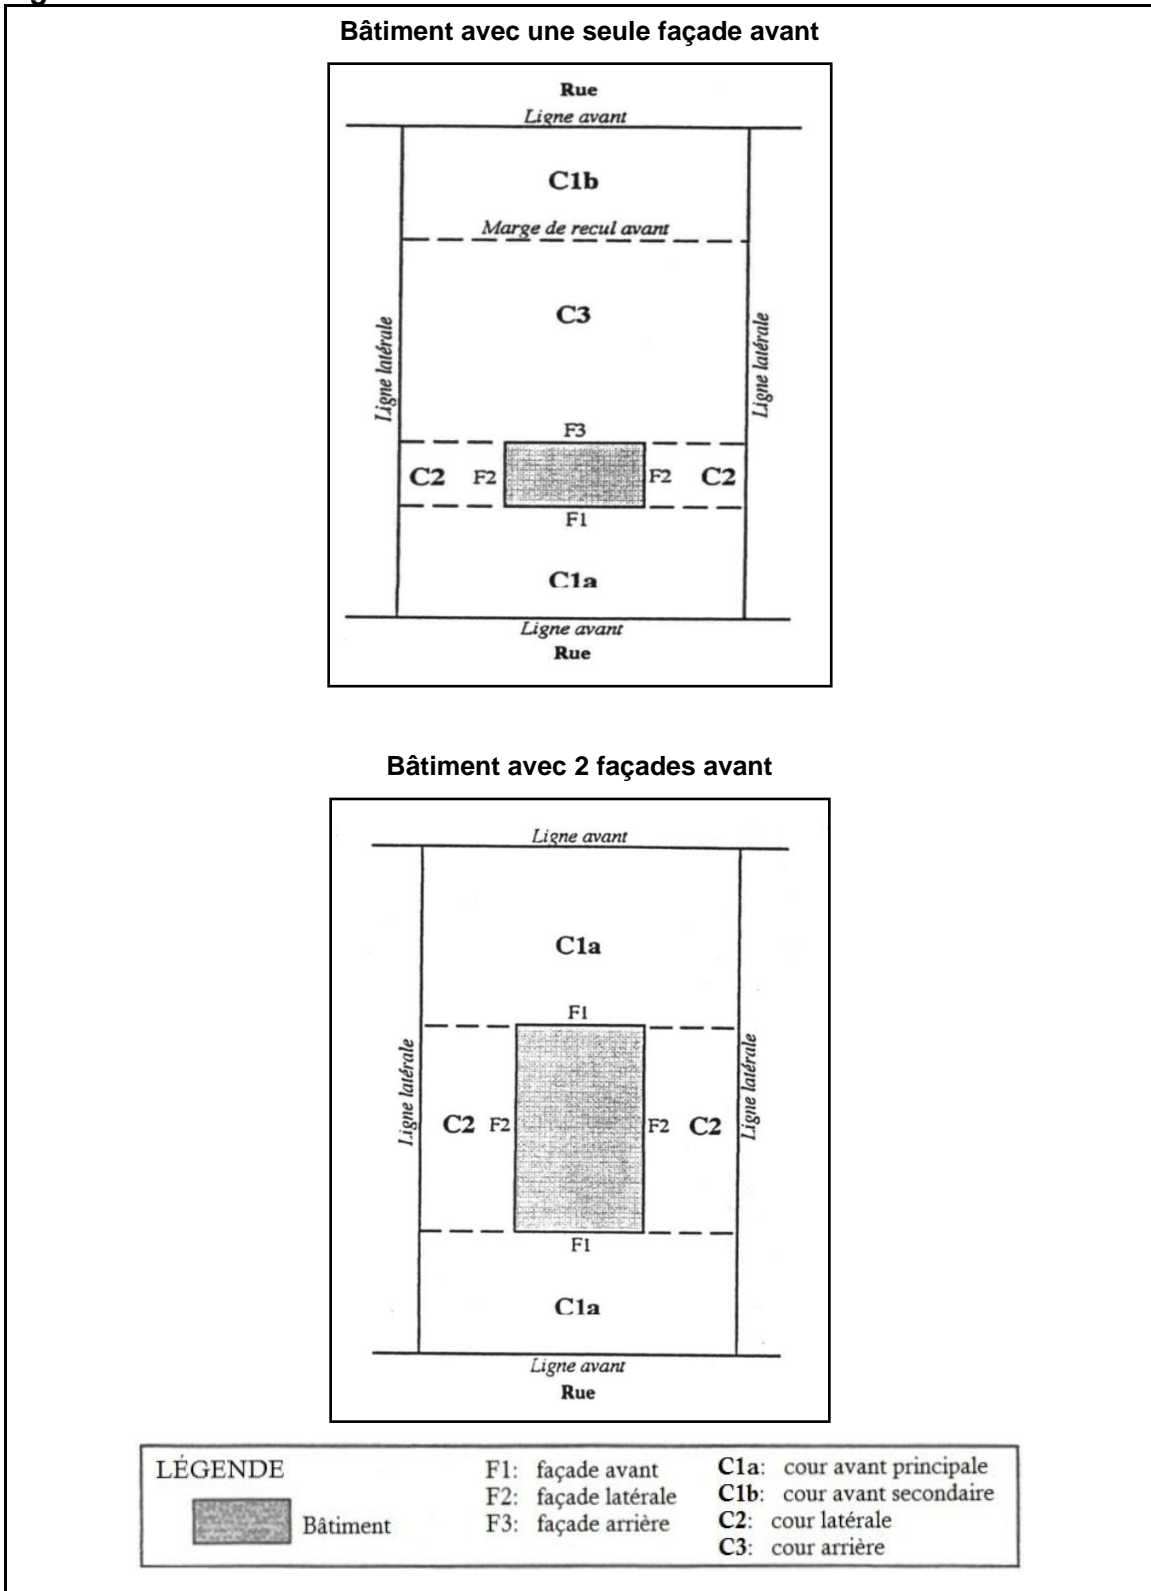 Bâtiment avec une seule façade avant
Rue
Ligne avant
C1b
Marge de recul avant
C3
Ligne latérale
Ligne latérale
F3
C2 F2 F2 C2
F1
C1a
Ligne avant
Rue
Bâtiment avec 2 façades avant
Ligne avant
C1a
F1
Ligne latérale
Ligne latérale
C2 F2 F2 C2
F1
C1a
Ligne avant
Rue
LÉGENDE
Bâtiment
F1: façade avant
F2: façade latérale
F3: façade arrière
C1a: cour avant principale
C1b: cour avant secondaire
C2: cour latérale
C3: cour arrière